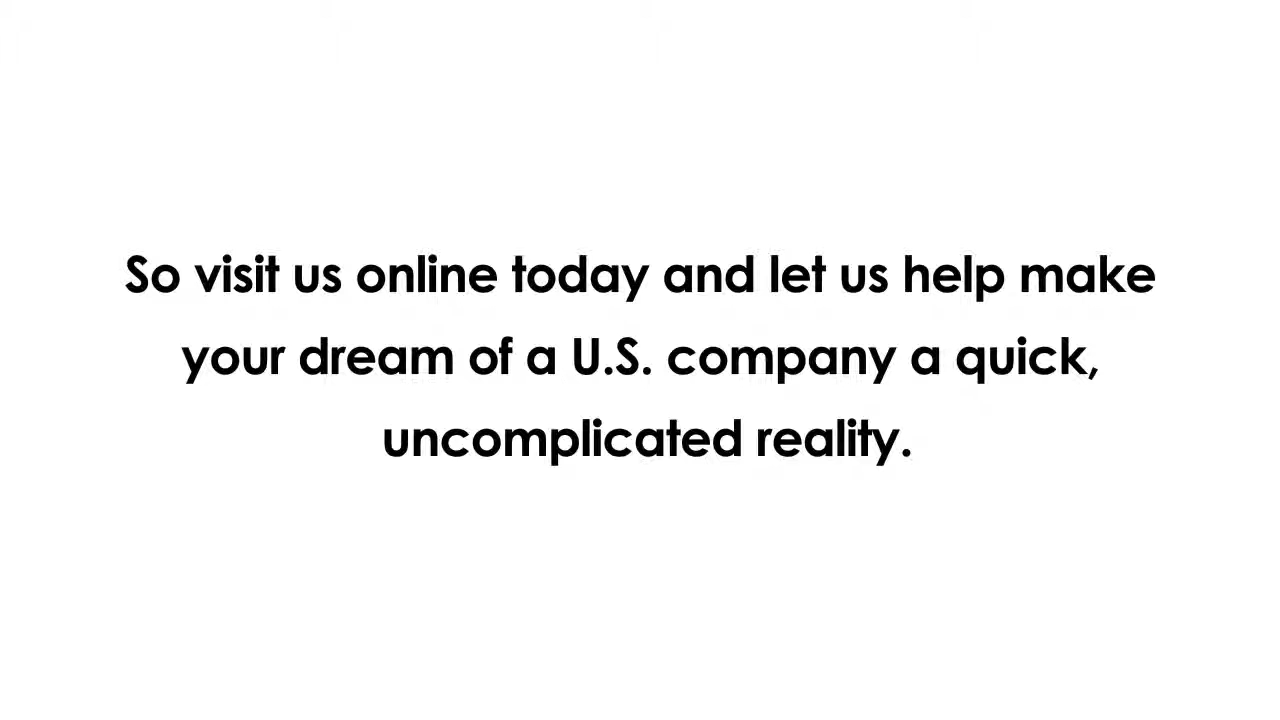 So visit us online today and let us help make
your dream of a U.S. company a quick,
uncomplicated reality.